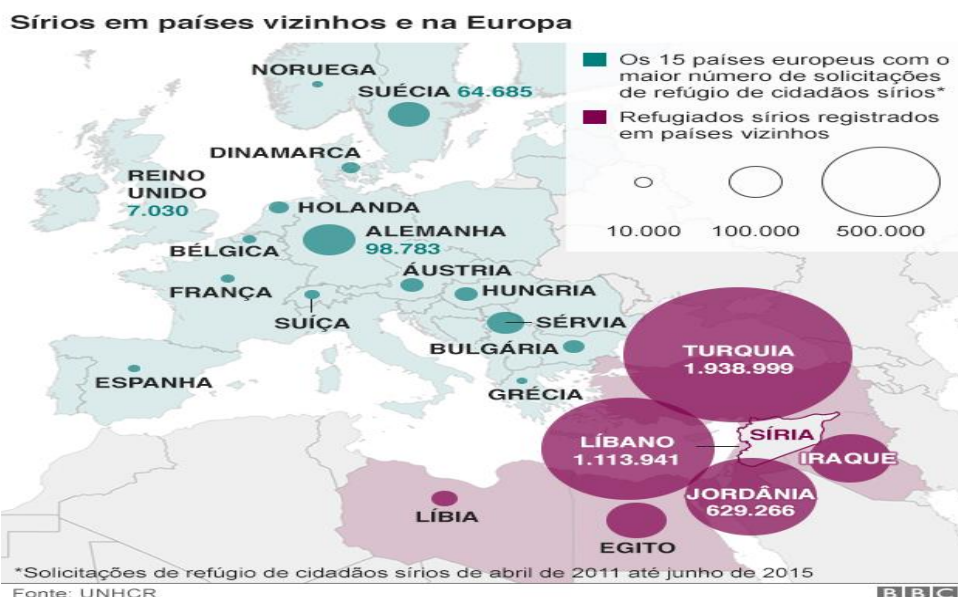 Sírios em países vizinhos e na Europa
Os 15 países europeus com o
maior número de solicitações
de refúgio de cidadãos sírios*
Refugiados sírios registrados
em países vizinhos
10.000 100.000 500.000
NORUEGA
SUÉCIA 64.685
DINAMARCA
REINO
UNIDO
7.030
HOLANDA
ALEMANHA
98.783
BÉLGICA
ÁUSTRIA
FRANÇA
HUNGRIA
SUÍÇA
SÉRVIA
BULGÁRIA
ESPANHA
GRÉCIA
TURQUIA
1.938.999
SÍRIA
LÍBANO
1.113.941
IRAQUE
JORDÂNIA
629.266
LÍBIA
EGITO
*Solicitações de refúgio de cidadãos sírios de abril de 2011 até junho de 2015
Fonte: UNHCR
BBC